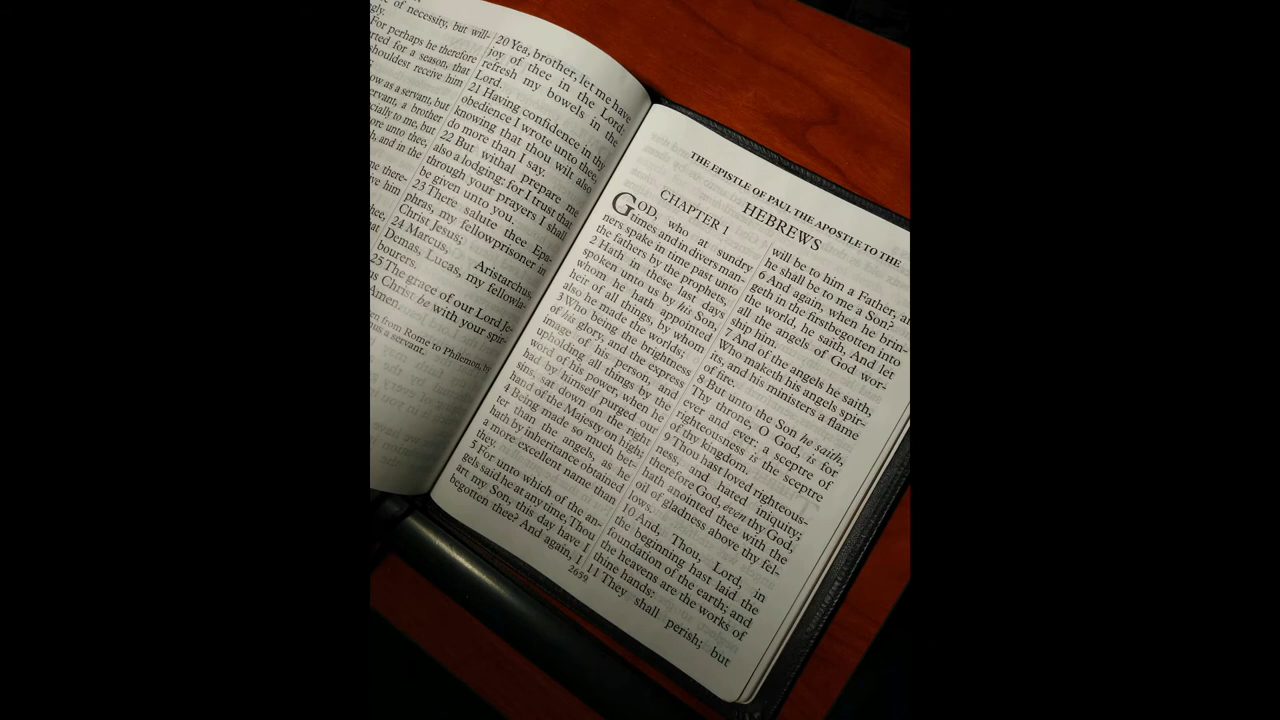 of necessity, but will-
gly.
For perhaps he therefore
rted for a season, that
shouldest receive him
ow as a servant, but
ervant, a brother
cially to me, but
ore unto thee,
h, and in the
me there-
eive him
hee,
at
20 Yea, brother, let me have
joy of thee in the Lord:
refresh my bowels in the
Lord.
21 Having confidence in thy
obedience I wrote unto thee,
knowing that thou wilt also
do more than I say.
22 But withal prepare me
also a lodging: for I trust that
through your prayers I shall
be given unto you.
23 There salute thee Epa-
phras, my fellowprisoner in
Christ Jesus;
24 Marcus, Aristarchus,
Demas, Lucas, my fellowla-
bourers.
25 The grace of our Lord Je-
us Christ be with your spir-
Amen.
en from Rome to Philemon, by
mus a servant.
THE EPISTLE OF PAUL THE APOSTLE TO THE
HEBREWS
CHAPTER 1
GOD, who at sundry
times and in divers man-
ners spake in time past unto
the fathers by the prophets,
2 Hath in these last days
spoken unto us by his Son,
whom he hath appointed
heir of all things, by whom
also he made the worlds;
3 Who being the brightness
of his glory, and the express
image of his person, and
upholding all things by the
word of his power, when he
had by himself purged our
sins, sat down on the right
hand of the Majesty on high;
4 Being made so much bet-
ter than the angels, as he
hath by inheritance obtained
a more excellent name than
they.
5 For unto which of the an-
gels said he at any time, Thou
art my Son, this day have I
begotten thee? And again, I
will be to him a Father, an
he shall be to me a Son?
6 And again, when he brin-
geth in the firstbegotten into
the world, he saith, And let
all the angels of God wor-
ship him.
7 And of the angels he saith,
Who maketh his angels spir-
its, and his ministers a flame
of fire.
8 But unto the Son he saith,
Thy throne, O God, is for
ever and ever: a sceptre of
righteousness is the sceptre
of thy kingdom.
9 Thou hast loved righteous-
ness, and hated iniquity;
therefore God, even thy God,
hath anointed thee with the
oil of gladness above thy fel-
lows.
10 And, Thou, Lord, in
the beginning hast laid the
foundation of the earth; and
the heavens are the works of
thine hands:
11 They shall perish; but
2659